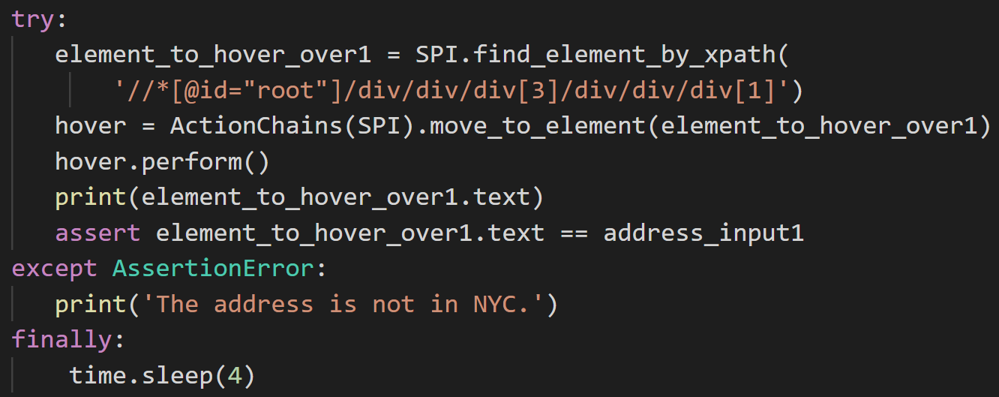 try:
   element_to_hover_over1 = SPI.find_element_by_xpath(
       '//*[@id="root"]/div/div/div[3]/div/div/div[1]')
   hover = ActionChains(SPI).move_to_element(element_to_hover_over1)
   hover.perform()
   print(element_to_hover_over1.text)
   assert element_to_hover_over1.text == address_input1
except AssertionError:
   print('The address is not in NYC.')
finally:
    time.sleep(4)